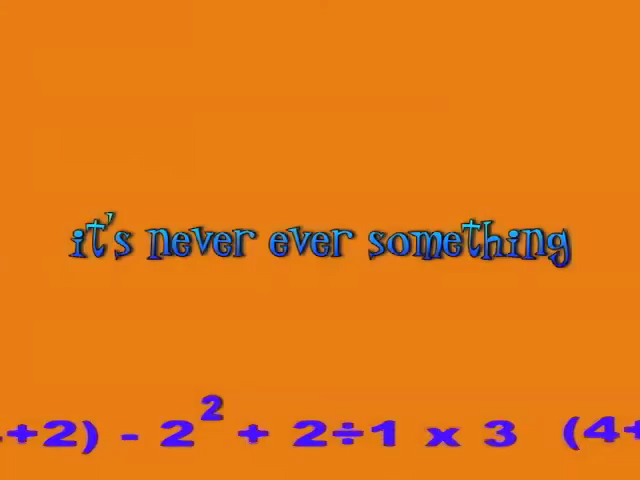 it's never ever something
+2) - 2² + 2÷1 x 3 (4+